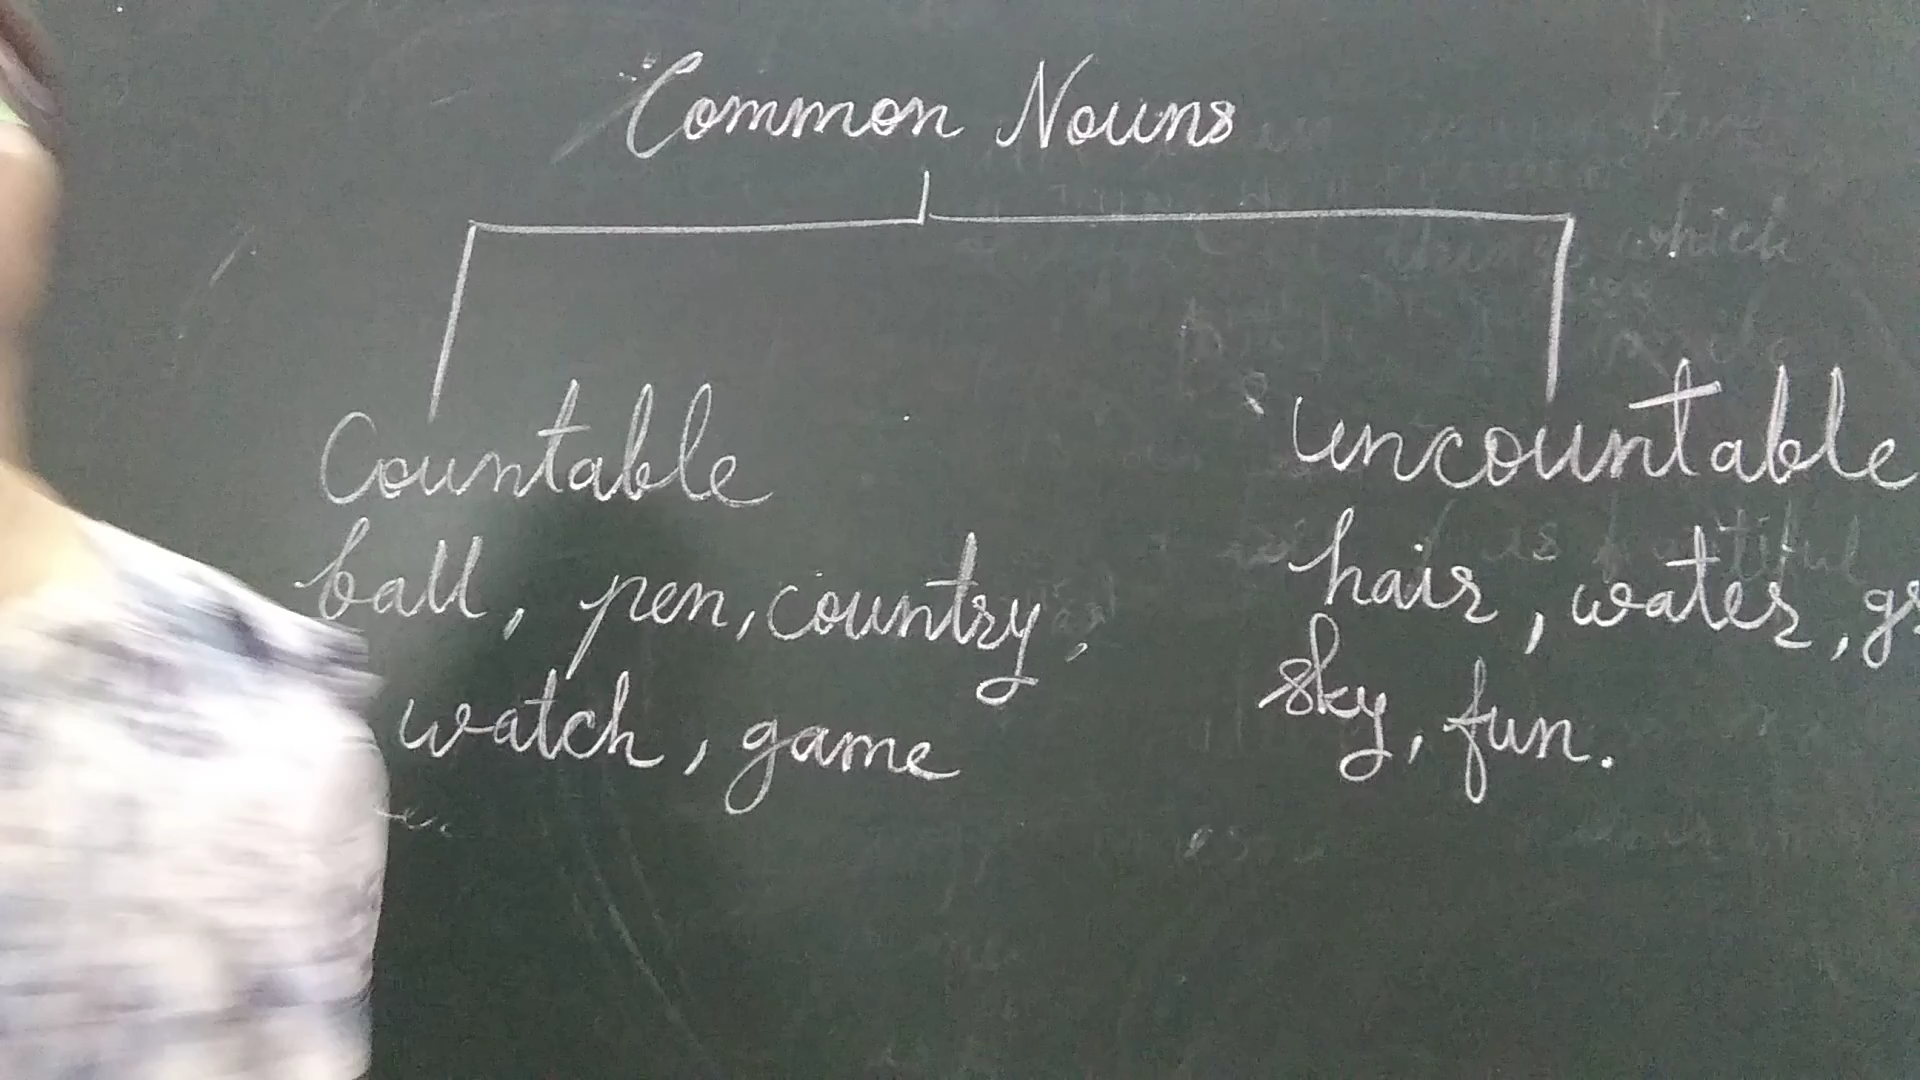 Common Nouns
Countable
ball, pen, country,
watch, game
uncountable
hair, water,
sky, fun.